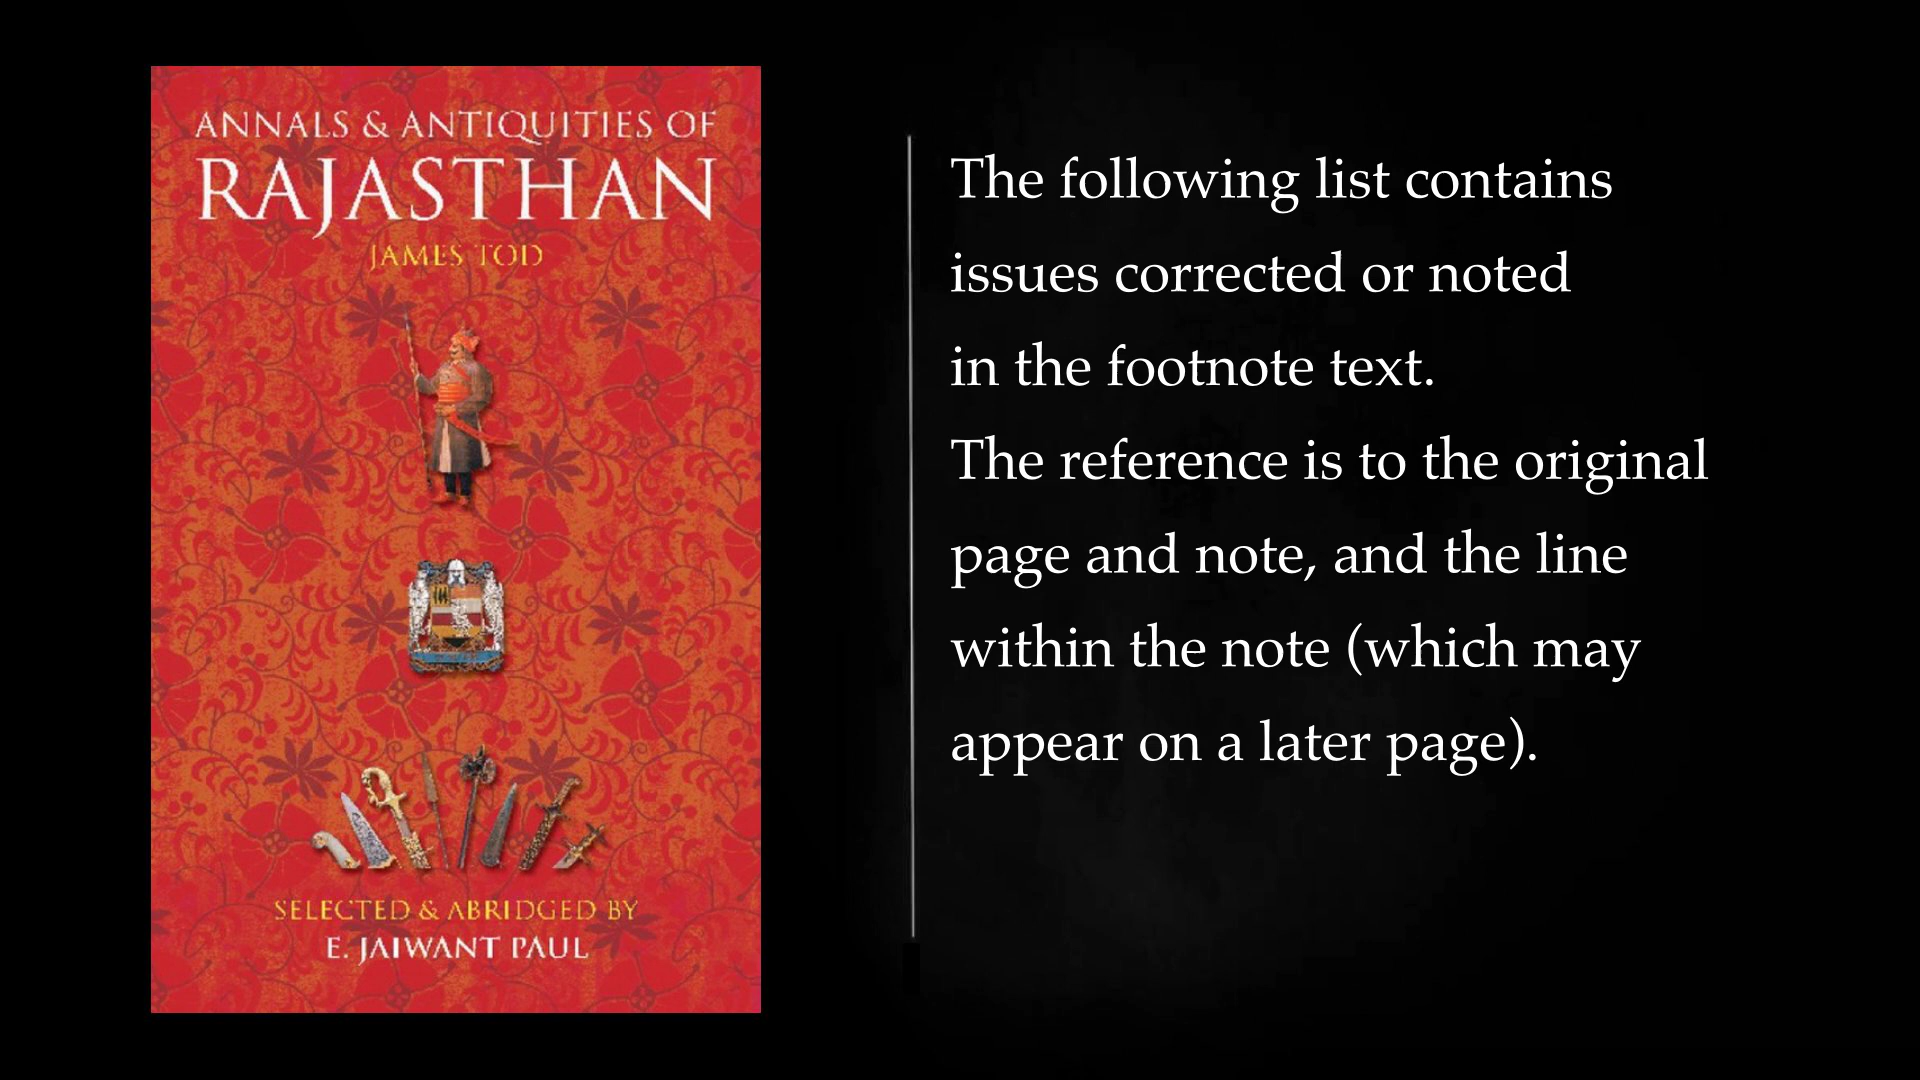 ANNALS & ANTIQUITIES OF
RAJASTHAN
JAMES TOD
SELECTED & ABRIDGED BY
E. JAIWANT PAUL
The following list contains
issues corrected or noted
in the footnote text.
The reference is to the original
page and note, and the line
within the note (which may
appear on a later page).